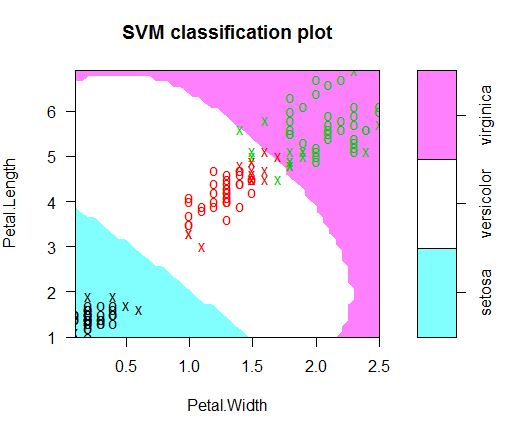 SVM classification plot
Petal.Length
6
5
4
3
2
1
0.5 1.0 1.5 2.0 2.5
Petal.Width
virginica
versicolor
setosa